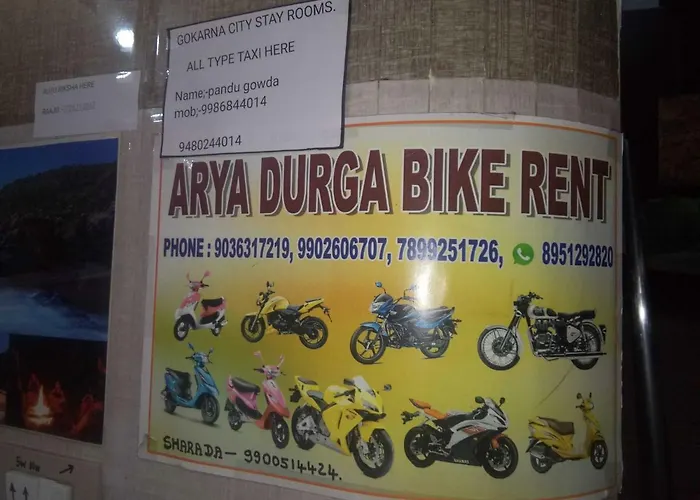 GOKARNA CITY STAY ROOMS.
ALL TYPE TAXI HERE
Name;-pandu gowda
mob;-9986844014
9480244014
ARYA DURGA BIKE RENT
PHONE : 9036317219, 9902606707, 7899251726, 8951292820
SHARADA- 9900514424.